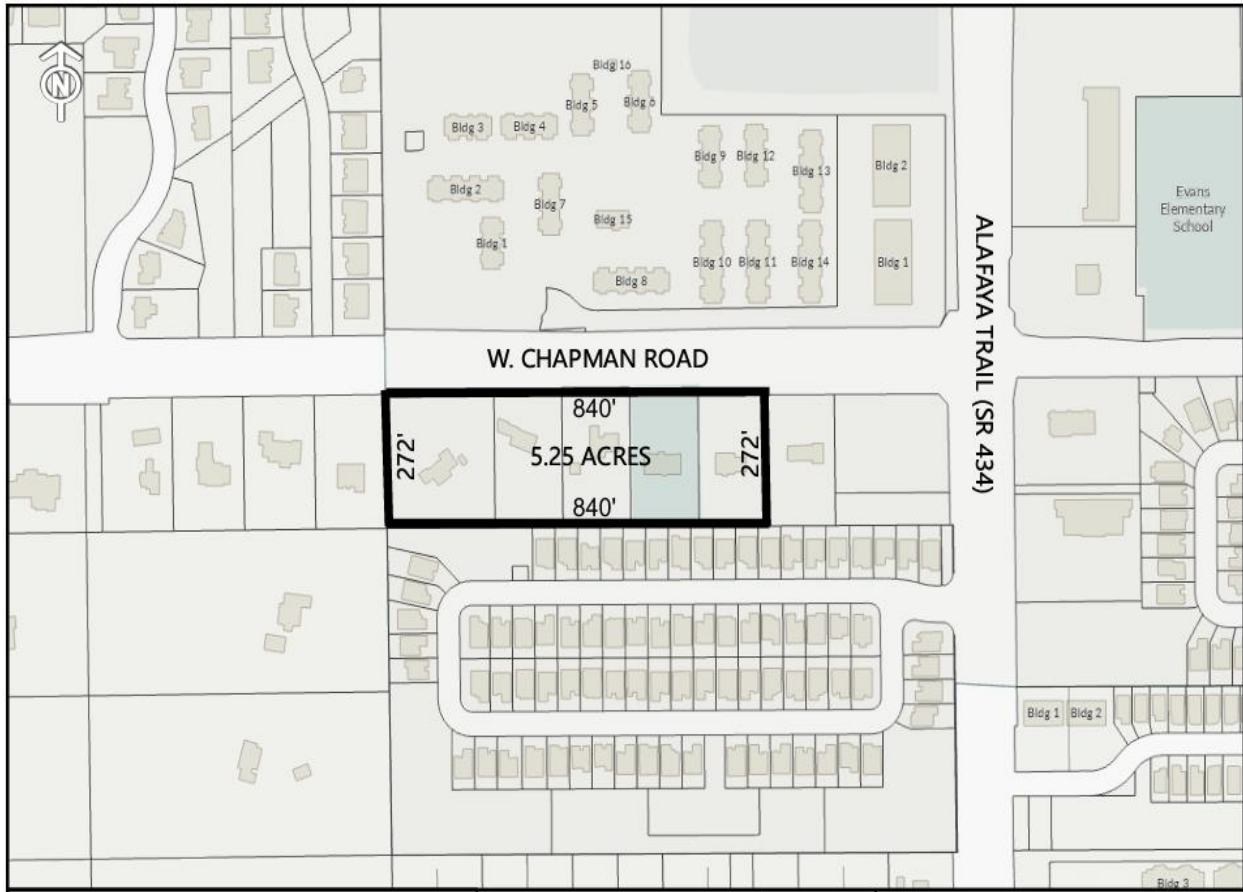 N
Bldg 16
Bldg 5
Bldg 6
Bldg 3
Bldg 4
Bldg 9
Bldg 12
Bldg 13
Bldg 2
Bldg 2
Bldg 7
Bldg 15
Bldg 1
Bldg 10
Bldg 11
Bldg 14
Bldg 1
Bldg 8
Evans
Elementary
School
ALAFAYA TRAIL (SR 434)
W. CHAPMAN ROAD
840'
272'
5.25 ACRES
272'
840'
Bldg 1
Bldg 2
Bldg 3